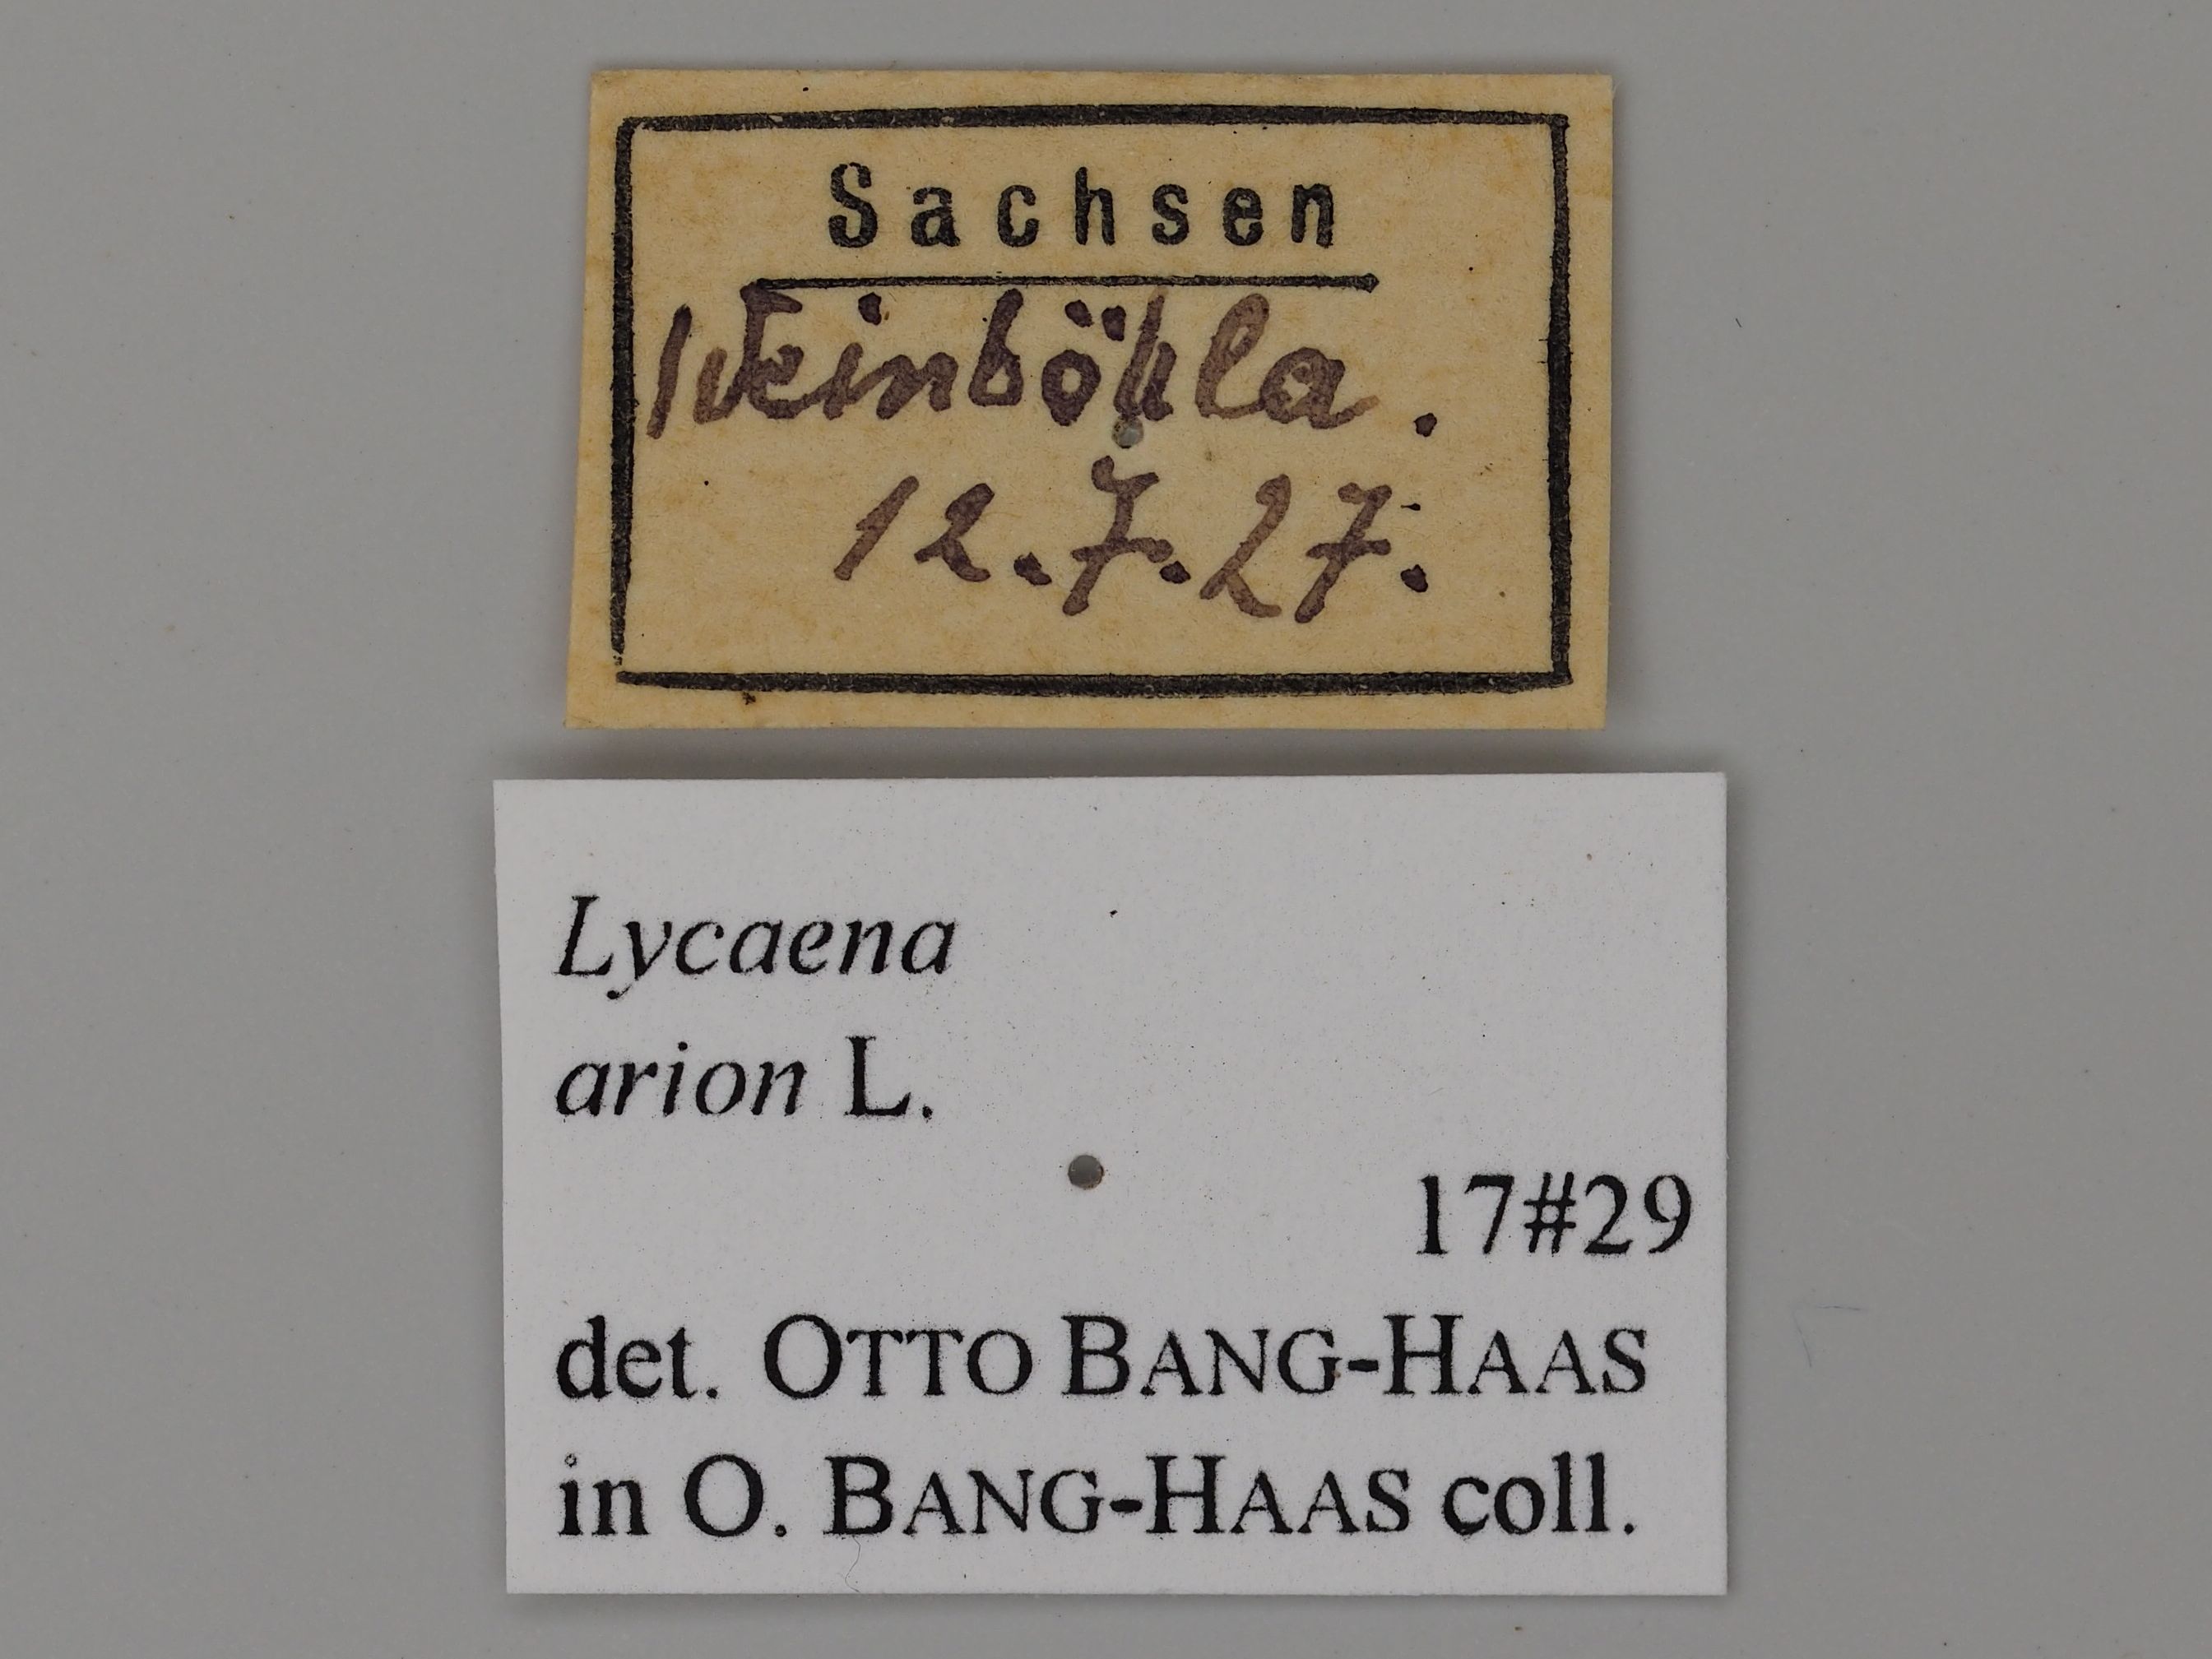 Sachsen
Weinböhla.
12.7.27.
Lycaena
arion L.
17#29
det. OTTO BANG-HAAS
in O. BANG-HAAS coll.